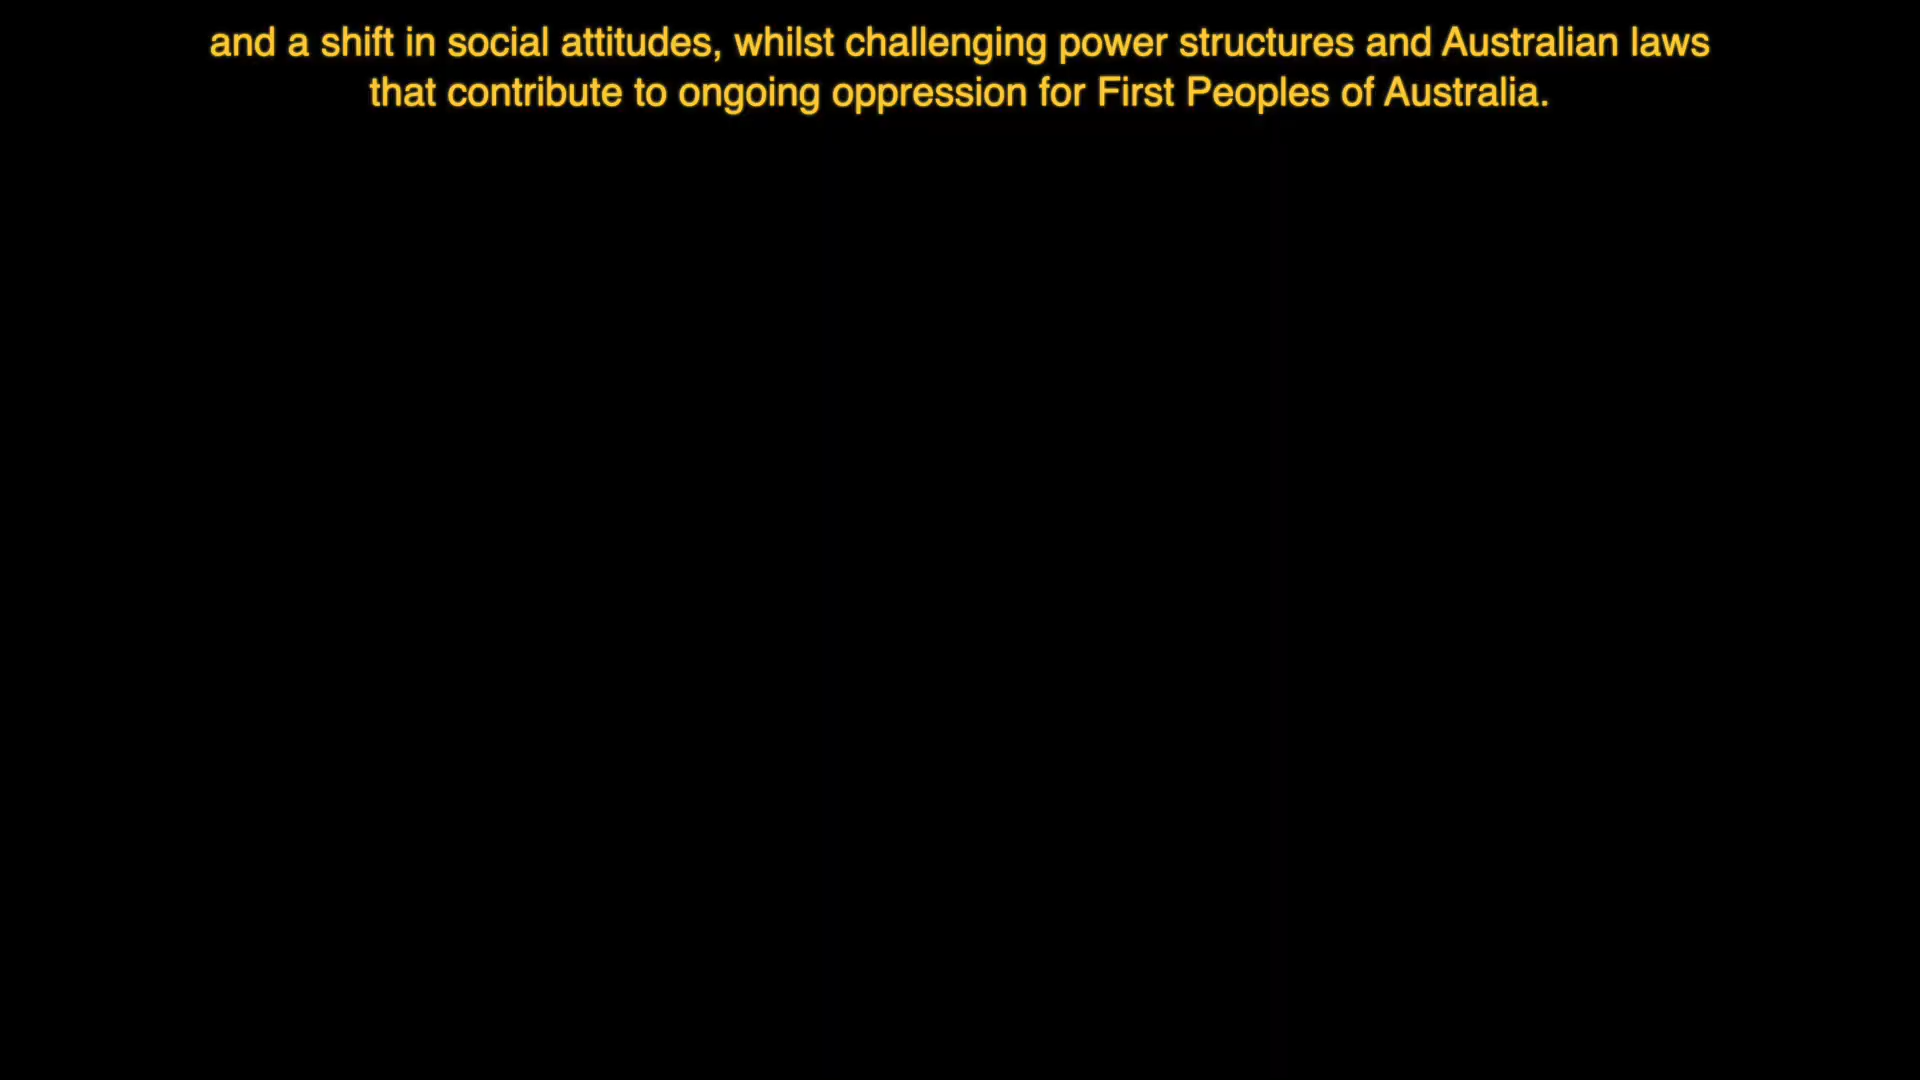 and a shift in social attitudes, whilst challenging power structures and Australian laws
that contribute to ongoing oppression for First Peoples of Australia.